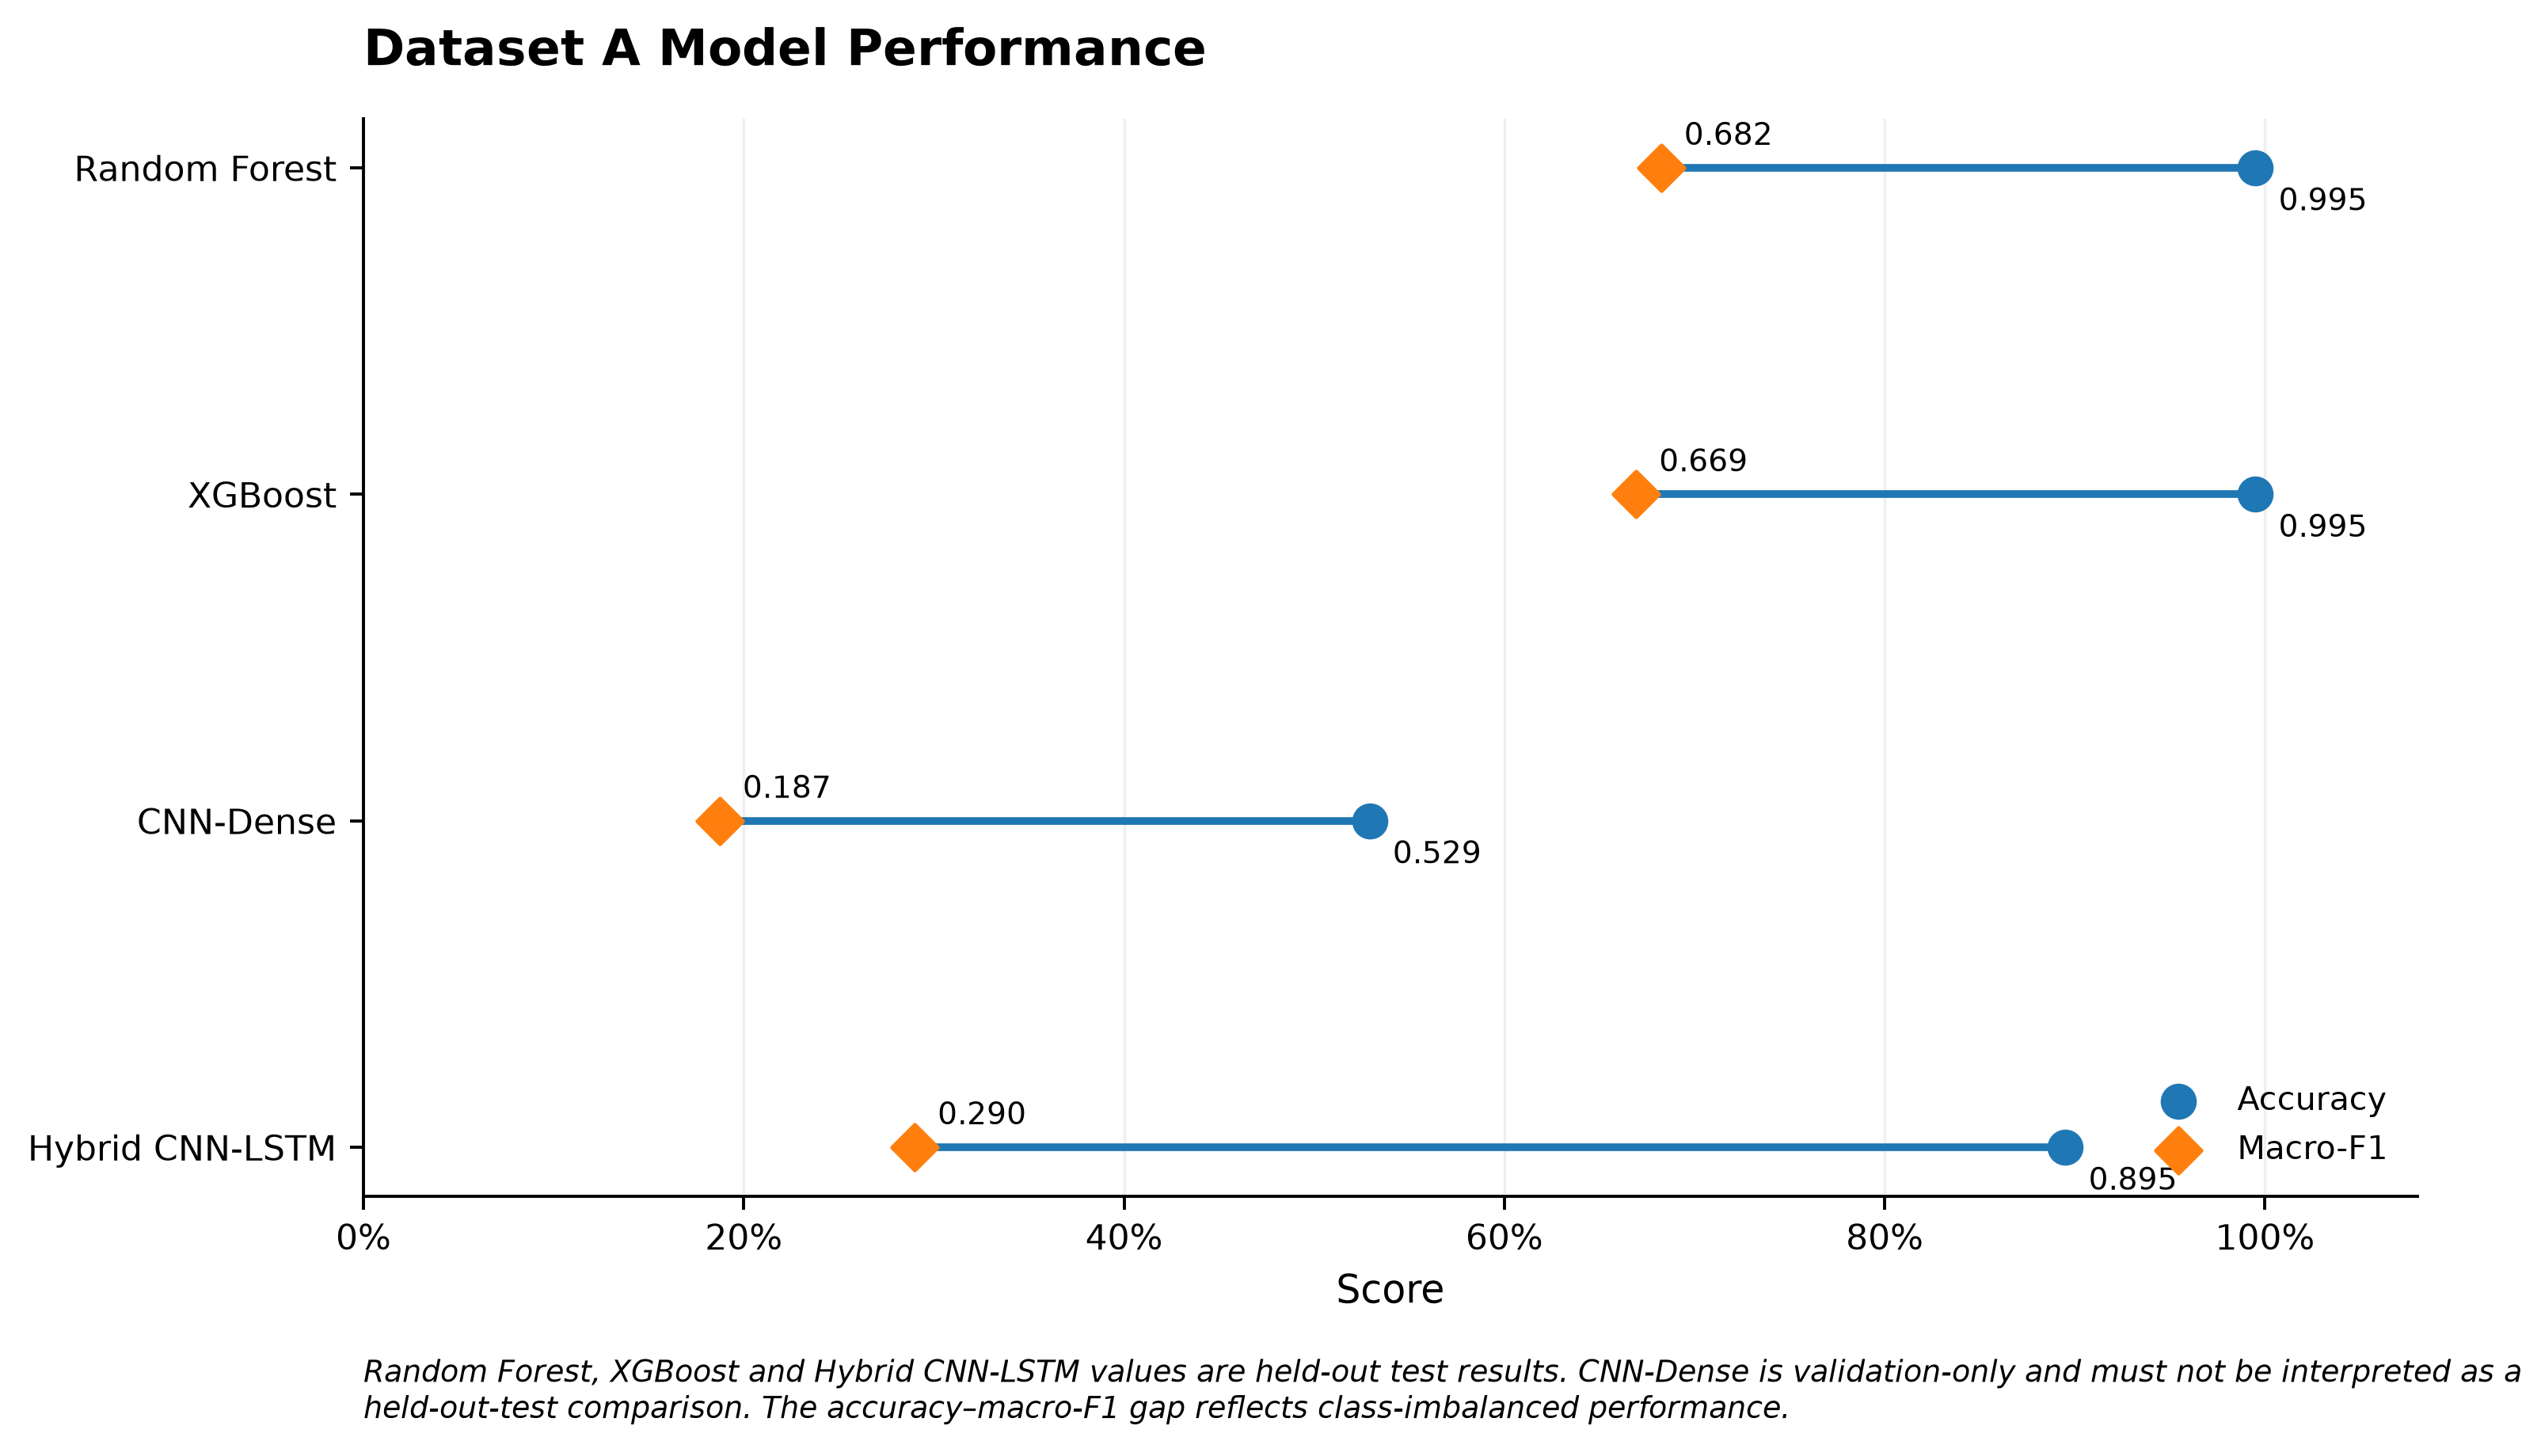 Dataset A Model Performance
Random Forest
0.682
0.995
XGBoost
0.669
0.995
CNN-Dense
0.187
0.529
Hybrid CNN-LSTM
0.290
0.895
Accuracy
Macro-F1
0% 20% 40% 60% 80% 100%
Score
Random Forest, XGBoost and Hybrid CNN-LSTM values are held-out test results. CNN-Dense is validation-only and must not be interpreted as a
held-out-test comparison. The accuracy–macro-F1 gap reflects class-imbalanced performance.